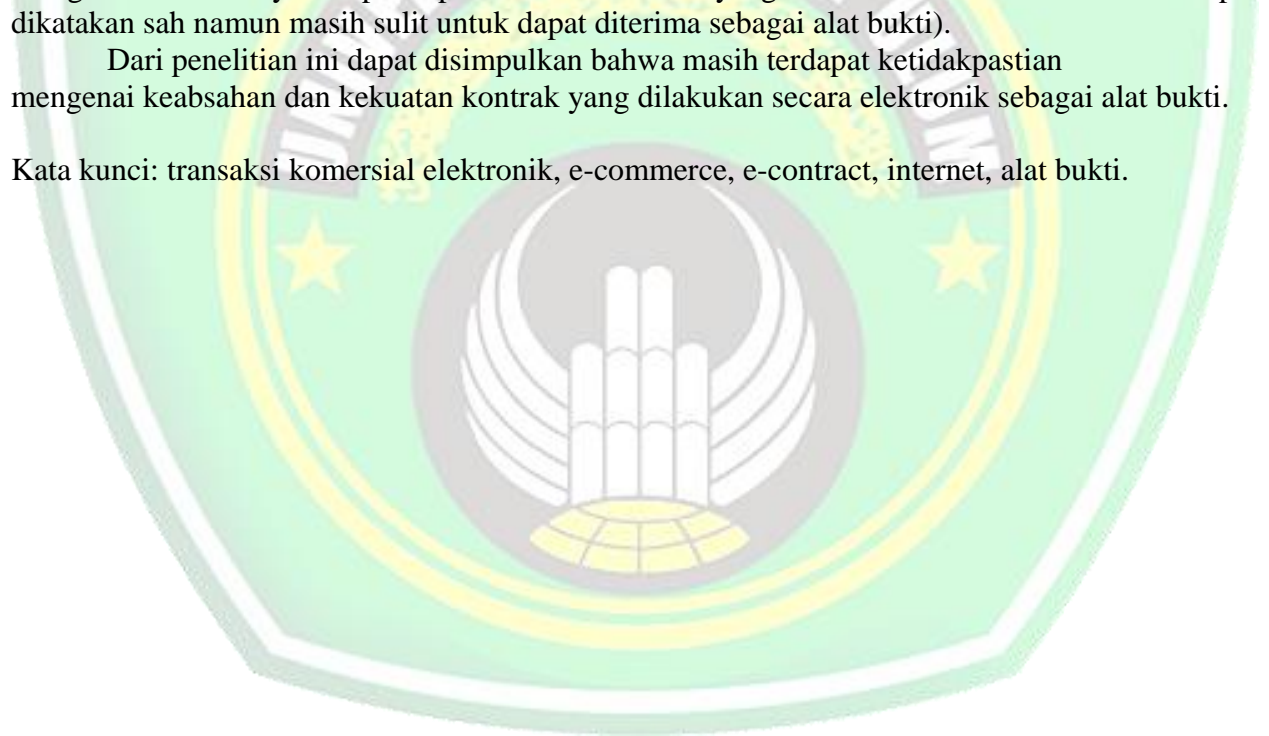 dikatakan sah namun masih sulit untuk dapat diterima sebagai alat bukti).
Dari penelitian ini dapat disimpulkan bahwa masih terdapat ketidakpastian
mengenai keabsahan dan kekuatan kontrak yang dilakukan secara elektronik sebagai alat bukti.
Kata kunci: transaksi komersial elektronik, e-commerce, e-contract, internet, alat bukti.